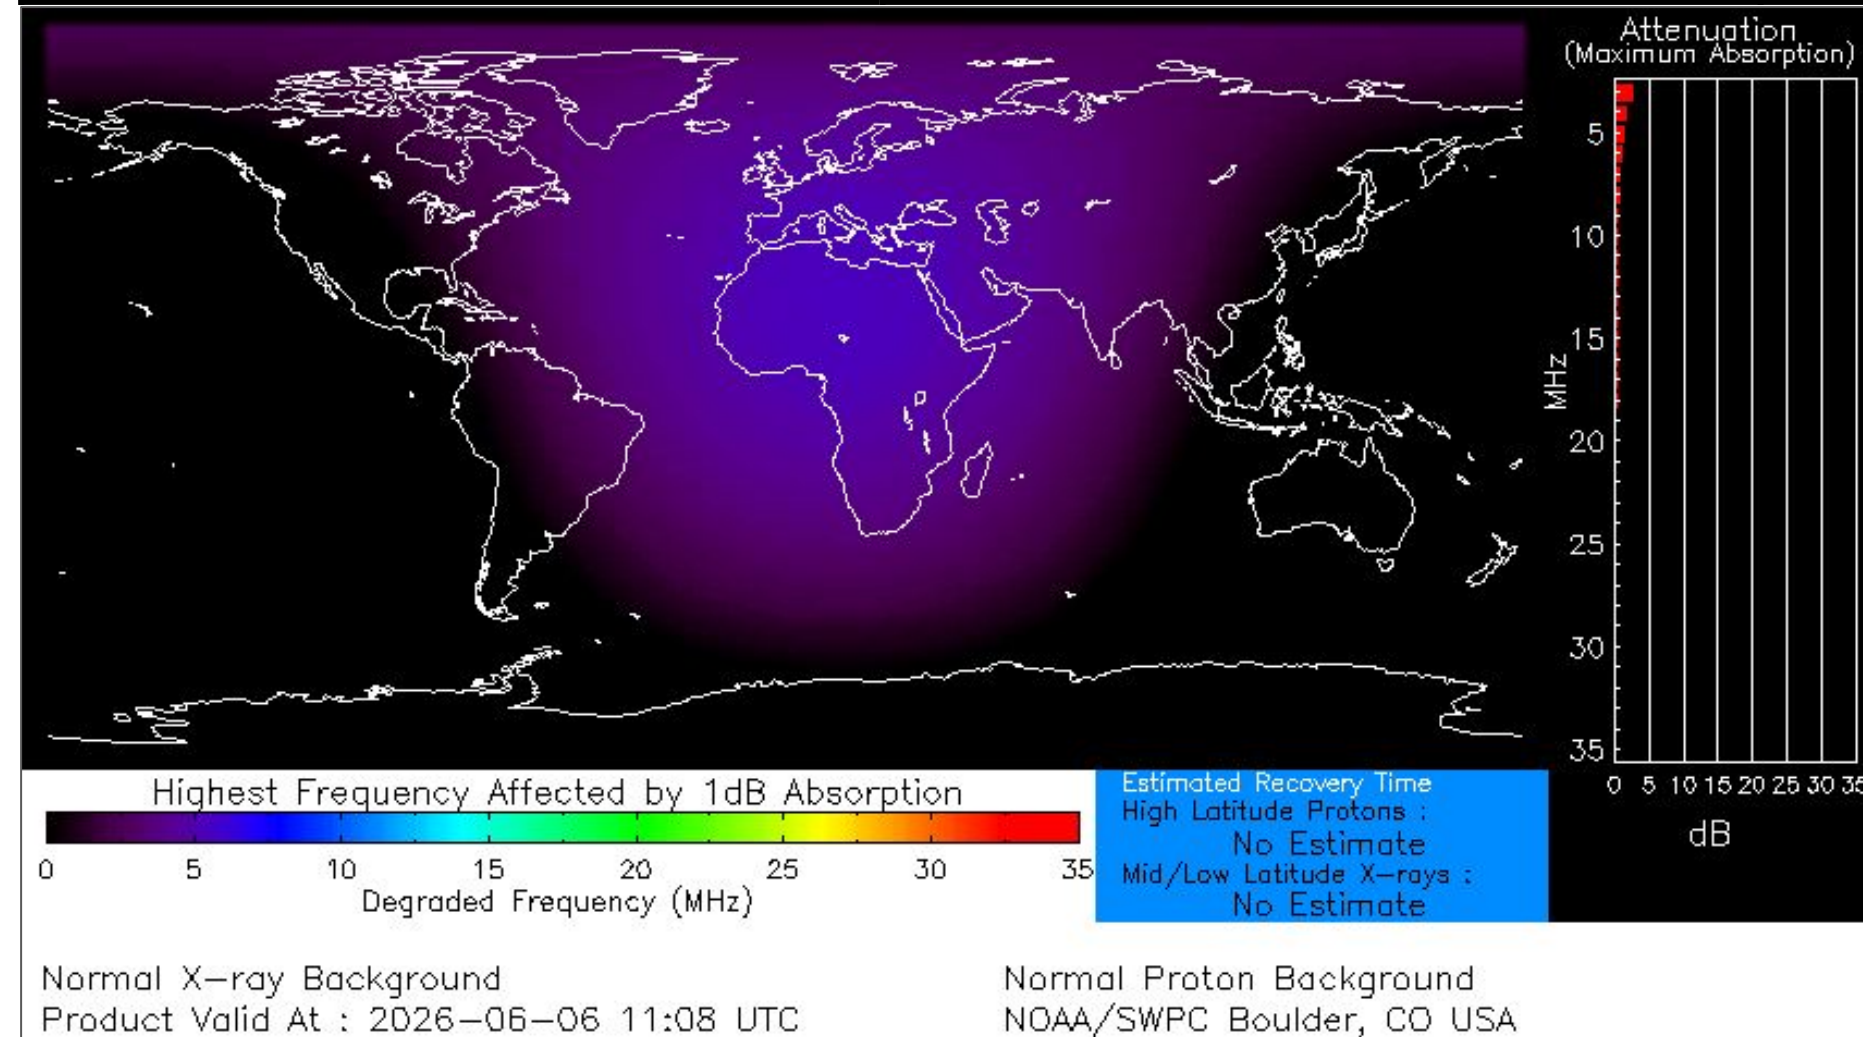 Attenuation
(Maximum Absorption)
5
10
15
20
25
30
35
MHz
0 5 10 15 20 25 30 35
dB
Highest Frequency Affected by 1dB Absorption
0 5 10 15 20 25 30 35
Degraded Frequency (MHz)
Estimated Recovery Time
High Latitude Protons :
No Estimate
Mid/Low Latitude X-rays :
No Estimate
Normal X-ray Background
Normal Proton Background
Product Valid At : 2026-06-06 11:08 UTC
NOAA/SWPC Boulder, CO USA